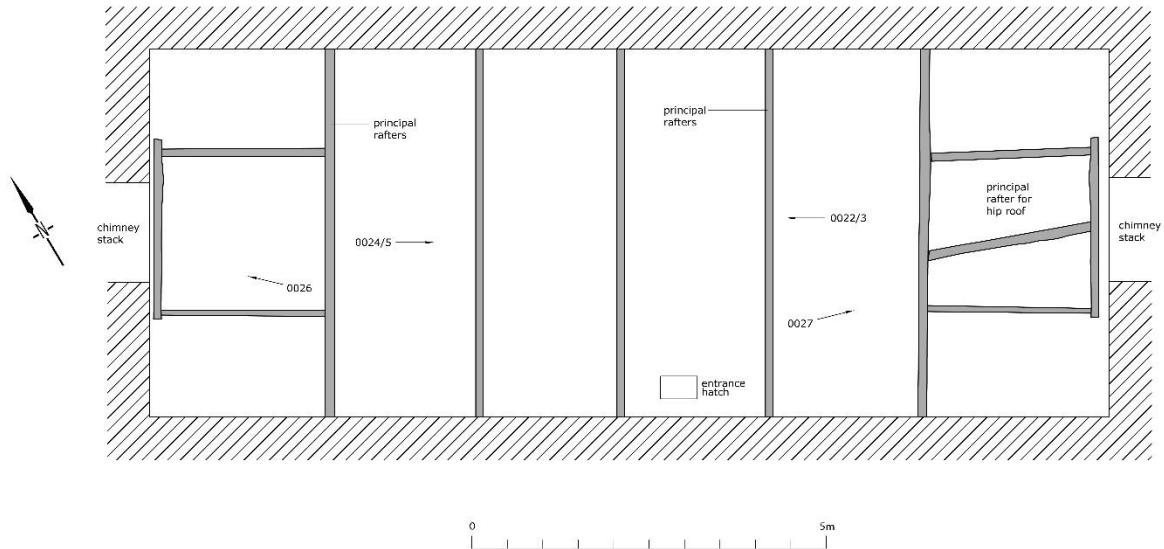 principal
rafters
principal
rafters
principal
rafter for
hip roof
chimney
stack
chimney
stack
N
0024/5
0022/3
0026
0027
entrance
hatch
0
5m